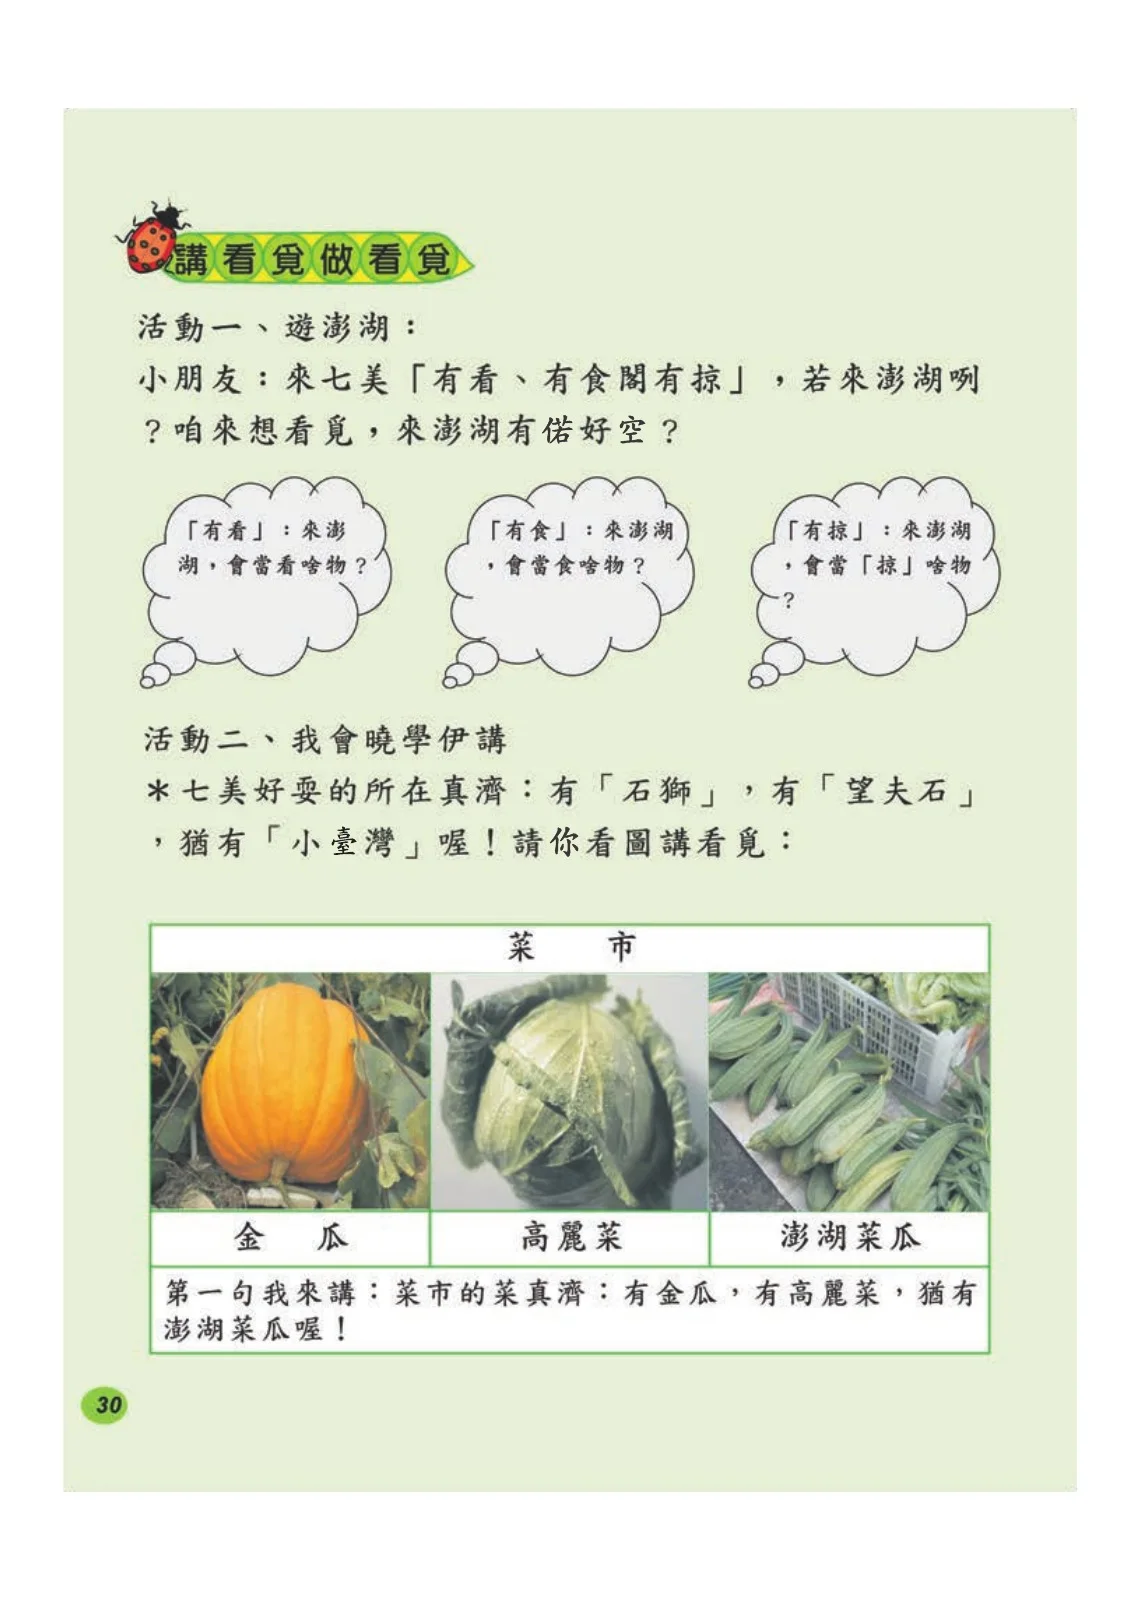 講看覓做看覓
活動一、遊澎湖：
小朋友：來七美「有看、有食閣有掠」，若來澎湖咧
？咱來想看覓，來澎湖有偌好空？
「有看」：來澎
湖，會當看啥物？
「有食」：來澎湖
，會當食啥物？
「有掠」：來澎湖
，會當「掠」啥物
？
活動二、我會曉學伊講
＊七美好耍的所在真濟：有「石獅」，有「望夫石」
，猶有「小臺灣」喔！請你看圖講看覓：
菜　市
金　瓜
高麗菜
澎湖菜瓜
第一句我來講：菜市的菜真濟：有金瓜，有高麗菜，猶有
澎湖菜瓜喔！
30